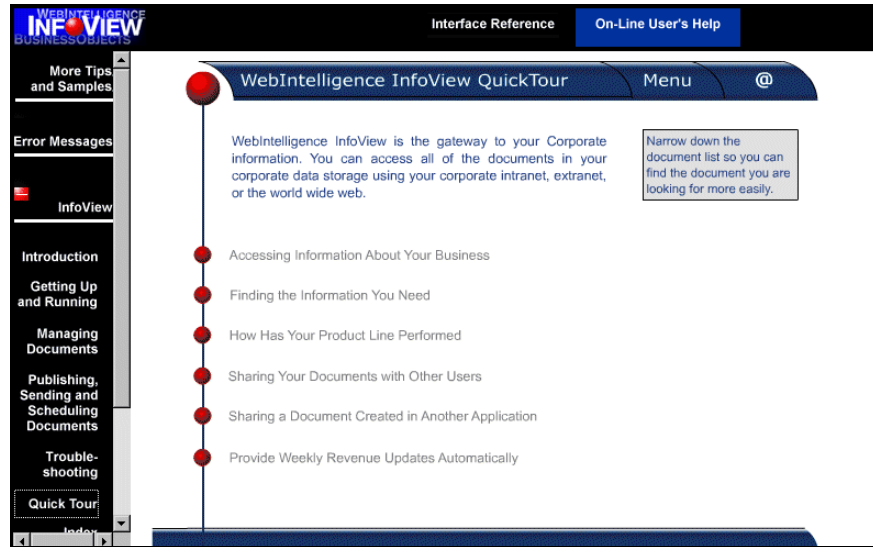 WEBINTELLIGENCE
INFOVIEW
BUSINESSOBJECTS
Interface Reference
On-Line User's Help
More Tips
and Samples
Error Messages
InfoView
Introduction
Getting Up
and Running
Managing
Documents
Publishing,
Sending and
Scheduling
Documents
Trouble-
shooting
Quick Tour
Index
WebIntelligence InfoView QuickTour
Menu
@
WebIntelligence InfoView is the gateway to your Corporate
information. You can access all of the documents in your
corporate data storage using your corporate intranet, extranet,
or the world wide web.
Narrow down the
document list so you can
find the document you are
looking for more easily.
Accessing Information About Your Business
Finding the Information You Need
How Has Your Product Line Performed
Sharing Your Documents with Other Users
Sharing a Document Created in Another Application
Provide Weekly Revenue Updates Automatically